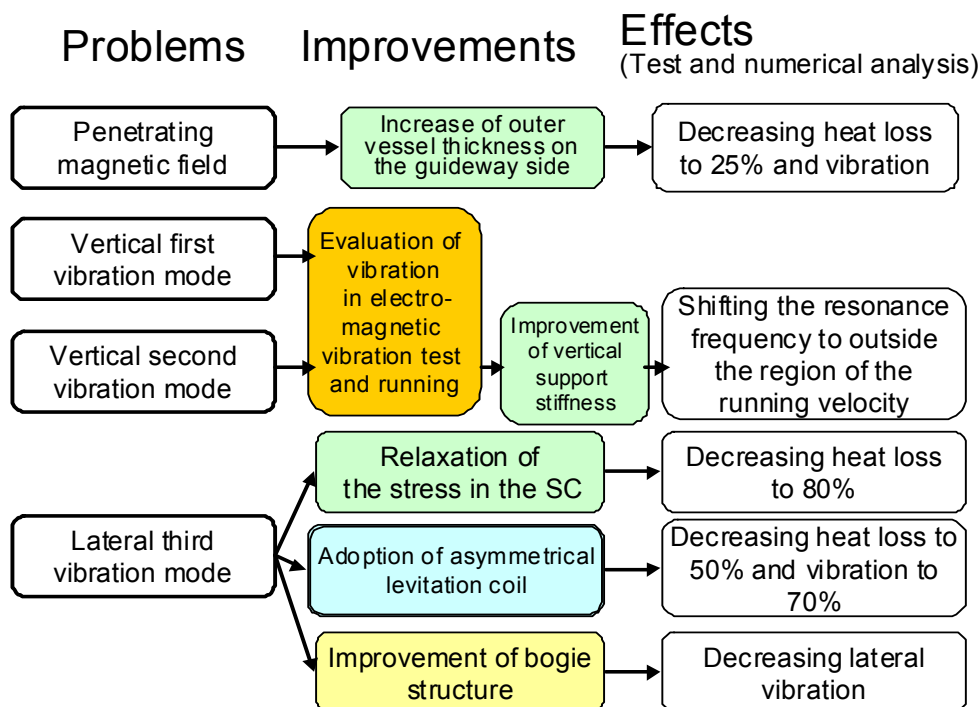 Problems
Improvements
Effects
(Test and numerical analysis)
Penetrating
magnetic field
Increase of outer
vessel thickness on
the guideway side
Decreasing heat loss
to 25% and vibration
Vertical first
vibration mode
Vertical second
vibration mode
Evaluation of
vibration
in electro-
magnetic
vibration test
and running
Improvement
of vertical
support
stiffness
Shifting the resonance
frequency to outside
the region of the
running velocity
Lateral third
vibration mode
Relaxation of
the stress in the SC
Decreasing heat loss
to 80%
Adoption of asymmetrical
levitation coil
Decreasing heat loss to
50% and vibration to
70%
Improvement of bogie
structure
Decreasing lateral
vibration